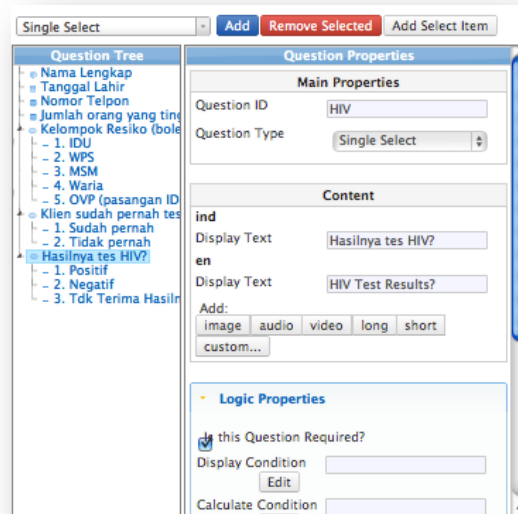 Single Select
Add
Remove Selected
Add Select Item
Question Tree
Nama Lengkap
Tanggal Lahir
Nomor Telpon
Jumlah orang yang ting
Kelompok Resiko (bole
1. IDU
2. WPS
3. MSM
4. Waria
5. OVP (pasangan ID
Klien sudah pernah tes
1. Sudah pernah
2. Tidak pernah
Hasilnya tes HIV?
1. Positif
2. Negatif
3. Tdk Terima Hasiln
Question Properties
Main Properties
Question ID
HIV
Question Type
Single Select
Content
ind
Display Text
Hasilnya tes HIV?
en
Display Text
HIV Test Results?
Add:
image audio video long short
custom...
Logic Properties
Is this Question Required?
Display Condition
Edit
Calculate Condition